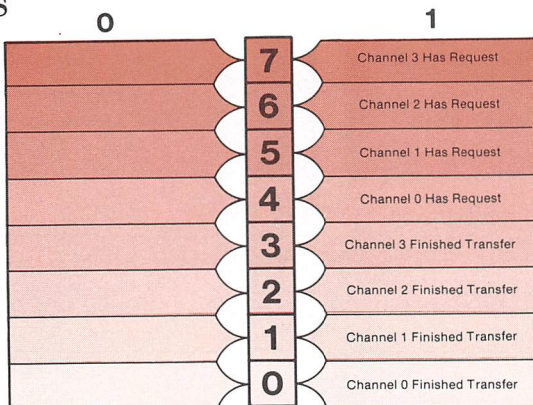 S
0 1
7 Channel 3 Has Request
6 Channel 2 Has Request
5 Channel 1 Has Request
4 Channel 0 Has Request
3 Channel 3 Finished Transfer
2 Channel 2 Finished Transfer
1 Channel 1 Finished Transfer
0 Channel 0 Finished Transfer